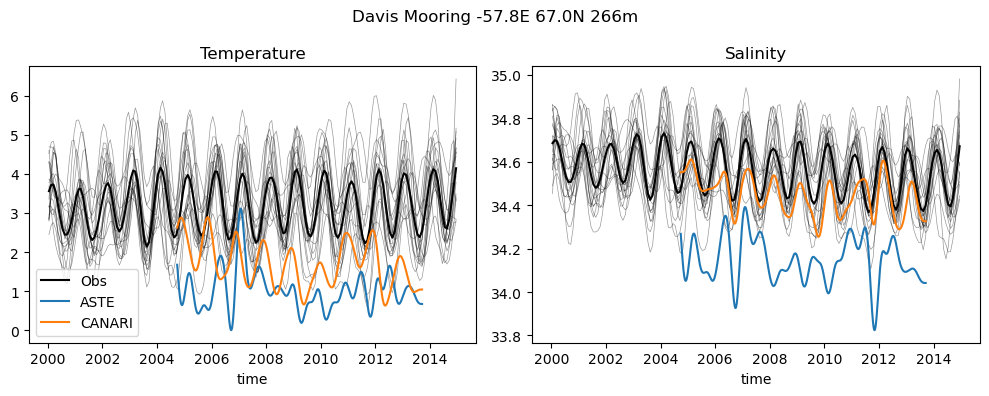 Davis Mooring -57.8E 67.0N 266m
Temperature
6
5
4
3
2
1
0
Obs
ASTE
CANARI
2000 2002 2004 2006 2008 2010 2012 2014
time
Salinity
35.0
34.8
34.6
34.4
34.2
34.0
33.8
2000 2002 2004 2006 2008 2010 2012 2014
time